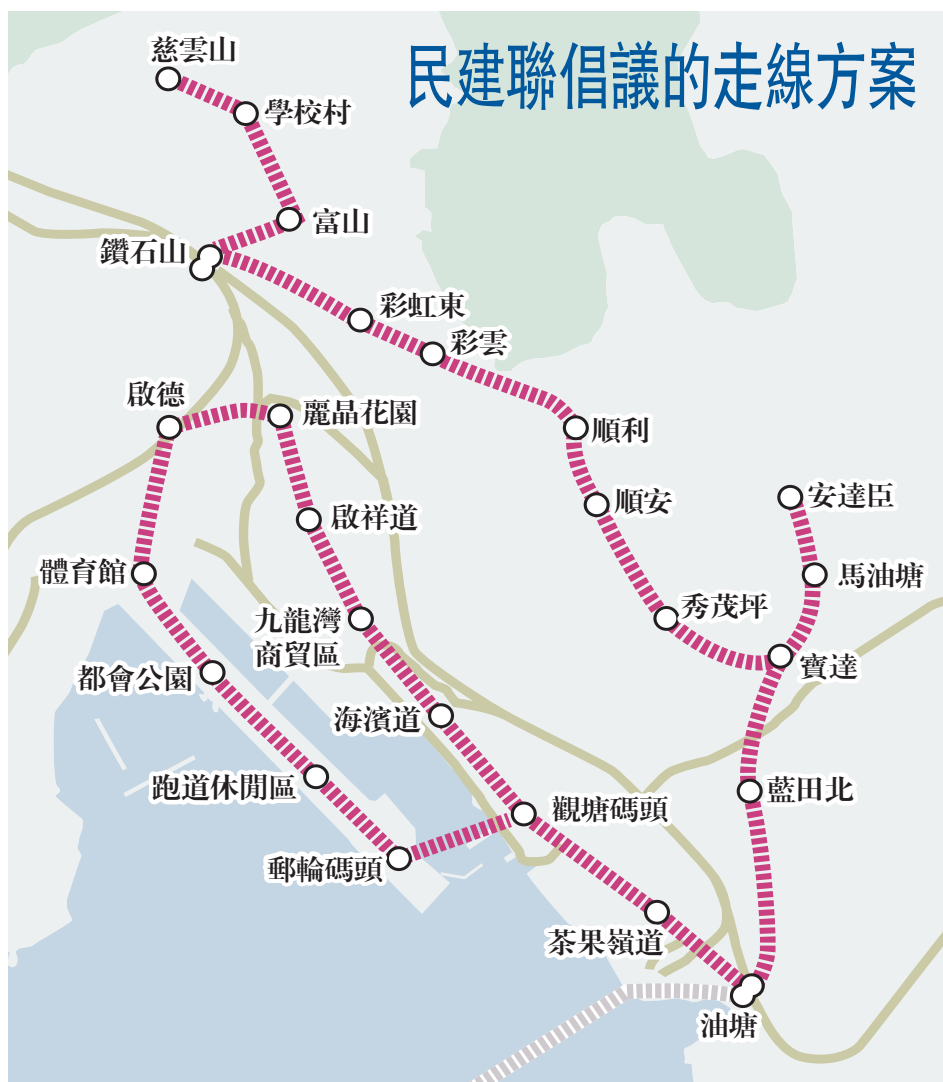 民建聯倡議的走線方案
慈雲山
學校村
富山
鑽石山
彩虹東
彩雲
啟德
麗晶花園
順利
順安
安達臣
啟祥道
體育館
馬油塘
九龍灣
商貿區
秀茂坪
寶達
都會公園
海濱道
跑道休閒區
藍田北
觀塘碼頭
郵輪碼頭
茶果嶺道
油塘